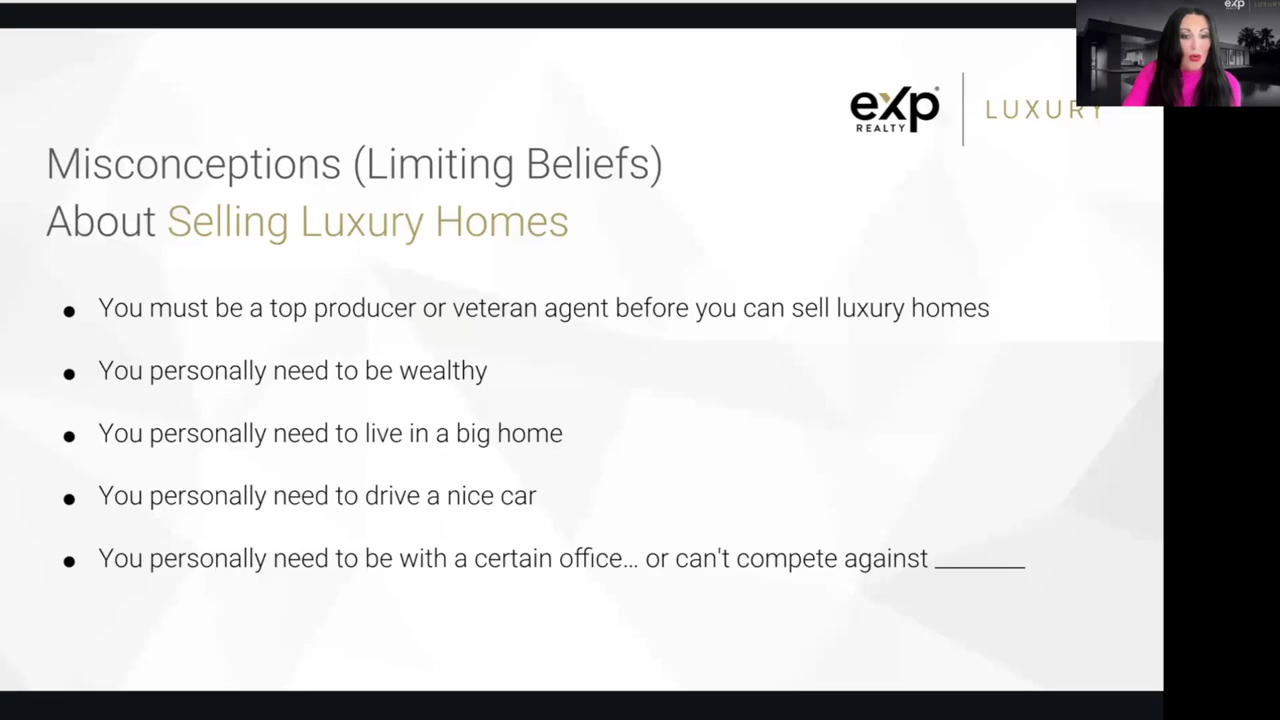 exp LUXURY
eXp®
REALTY
LUXURY
Misconceptions (Limiting Beliefs)
About Selling Luxury Homes
● You must be a top producer or veteran agent before you can sell luxury homes
● You personally need to be wealthy
● You personally need to live in a big home
● You personally need to drive a nice car
● You personally need to be with a certain office... or can't compete against ______